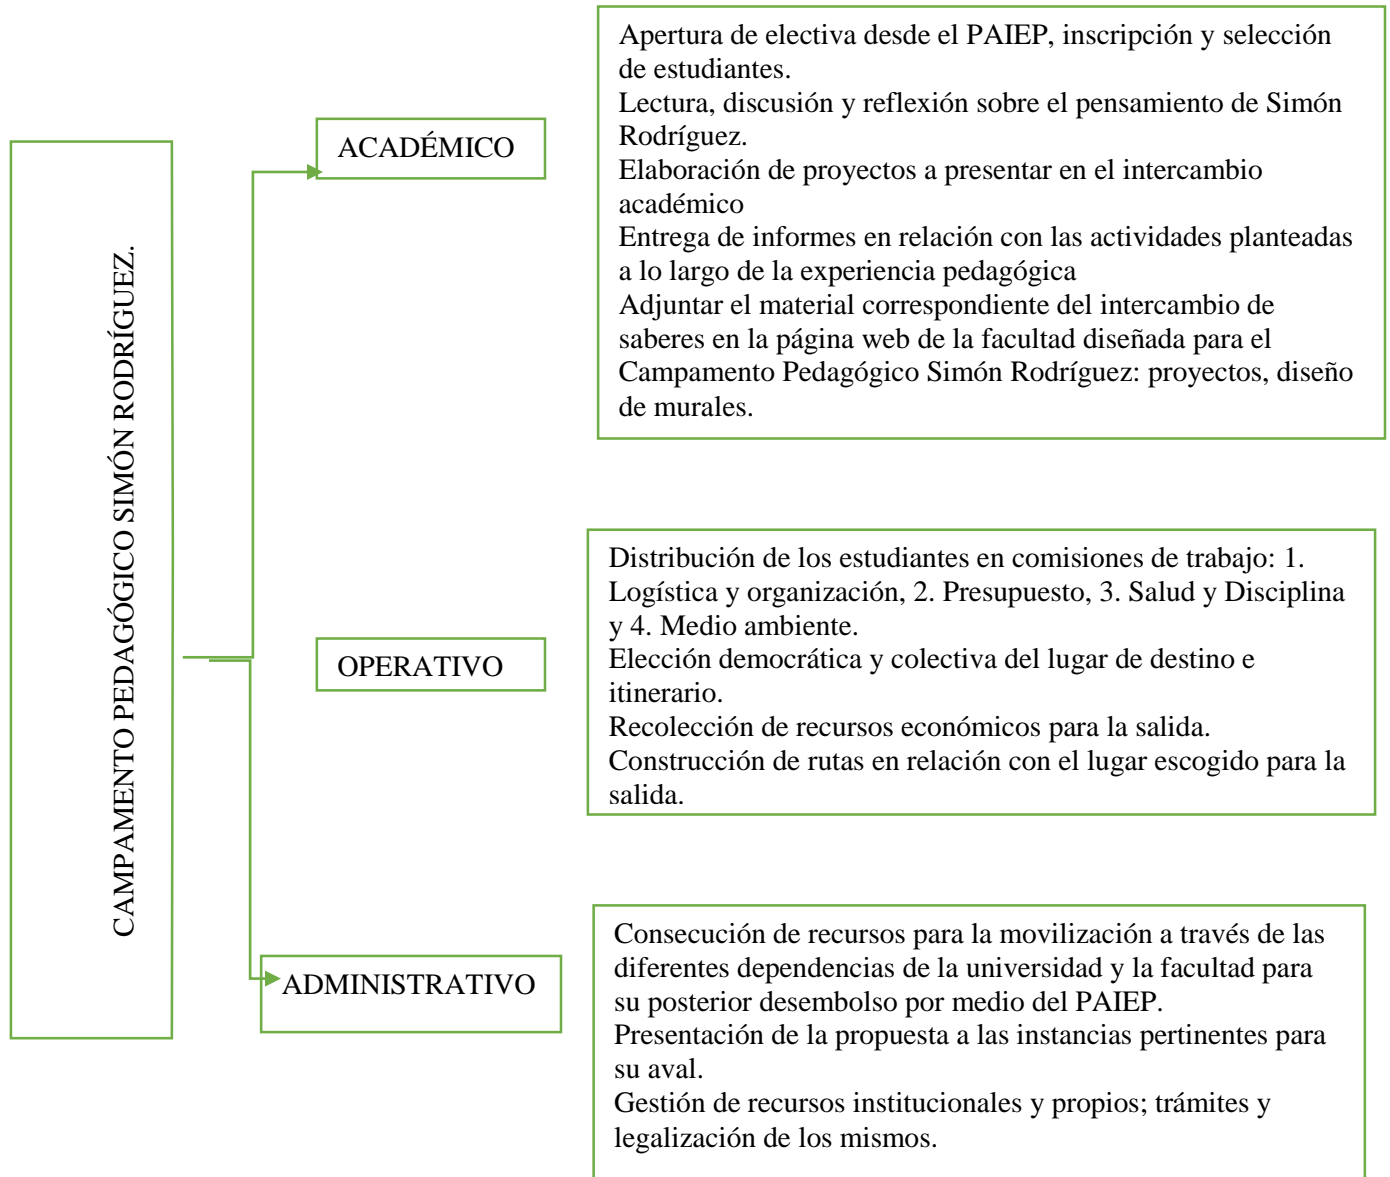 CAMPAMENTO PEDAGÓGICO SIMÓN RODRÍGUEZ.
ACADÉMICO
Apertura de electiva desde el PAIEP, inscripción y selección
de estudiantes.
Lectura, discusión y reflexión sobre el pensamiento de Simón
Rodríguez.
Elaboración de proyectos a presentar en el intercambio
académico
Entrega de informes en relación con las actividades planteadas
a lo largo de la experiencia pedagógica
Adjuntar el material correspondiente del intercambio de
saberes en la página web de la facultad diseñada para el
Campamento Pedagógico Simón Rodríguez: proyectos, diseño
de murales.
OPERATIVO
Distribución de los estudiantes en comisiones de trabajo: 1.
Logística y organización, 2. Presupuesto, 3. Salud y Disciplina
y 4. Medio ambiente.
Elección democrática y colectiva del lugar de destino e
itinerario.
Recolección de recursos económicos para la salida.
Construcción de rutas en relación con el lugar escogido para la
salida.
ADMINISTRATIVO
Consecución de recursos para la movilización a través de las
diferentes dependencias de la universidad y la facultad para
su posterior desembolso por medio del PAIEP.
Presentación de la propuesta a las instancias pertinentes para
su aval.
Gestión de recursos institucionales y propios; trámites y
legalización de los mismos.